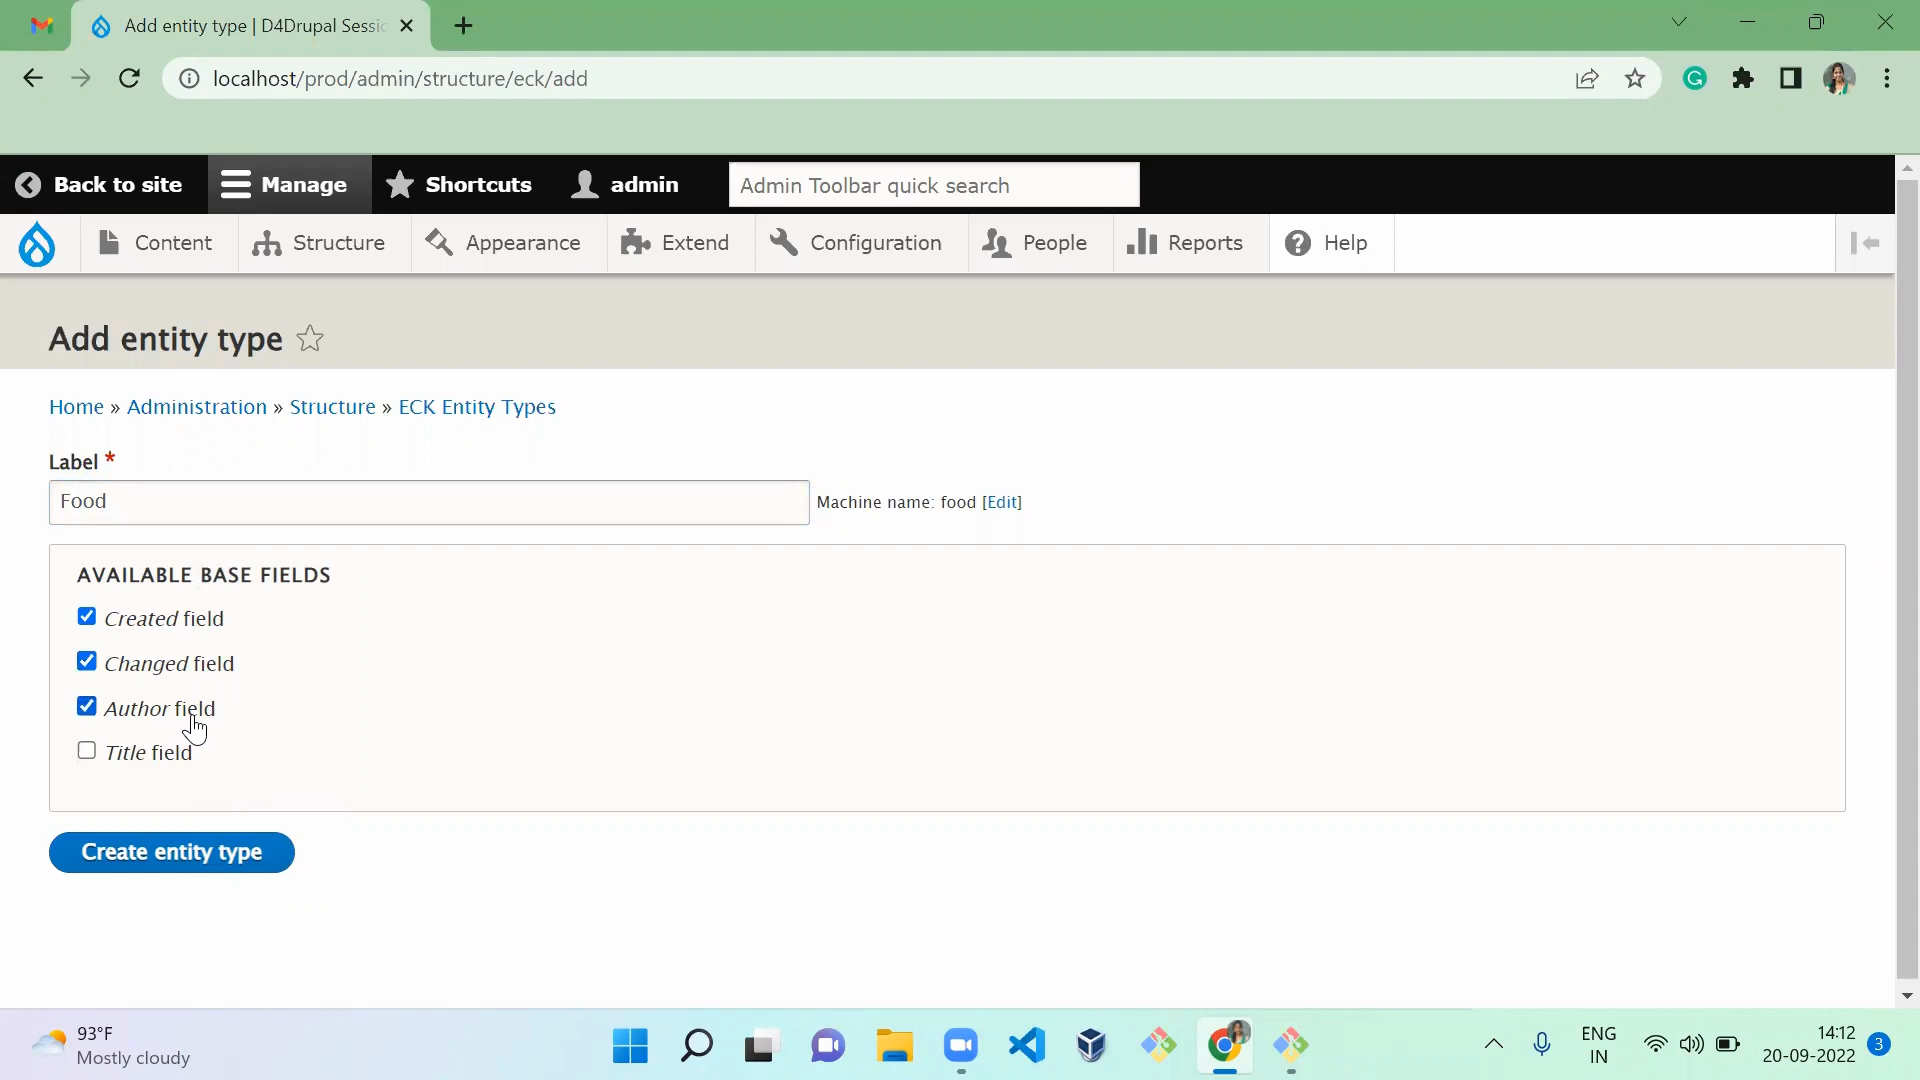 Add entity type | D4Drupal Sessi
localhost/prod/admin/structure/eck/add
Back to site Manage Shortcuts admin Admin Toolbar quick search
Content Structure Appearance Extend Configuration People Reports Help
Add entity type
Home » Administration » Structure » ECK Entity Types
Label *
Food Machine name: food [Edit]
AVAILABLE BASE FIELDS
Created field
Changed field
Author field
Title field
Create entity type
93°F
Mostly cloudy
ENG
IN
14:12
20-09-2022
3